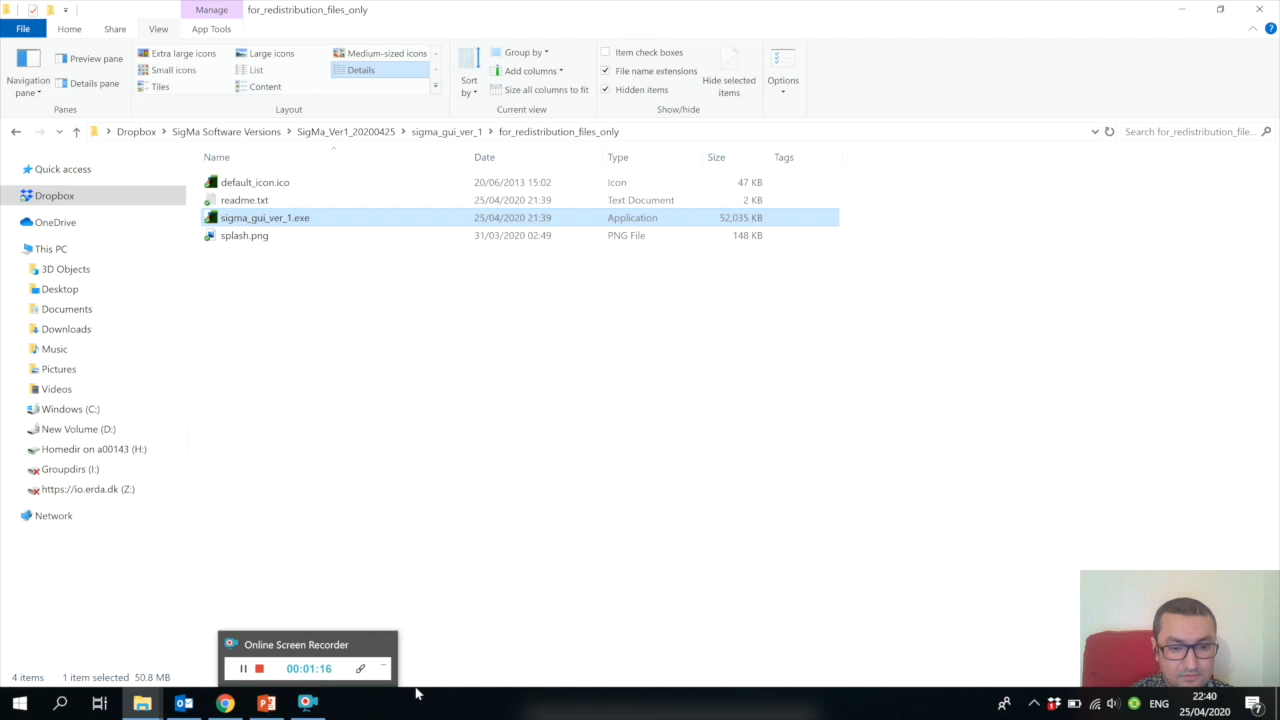 Manage
for_redistribution_files_only
File
Home
Share
View
App Tools
Navigation pane
Preview pane
Details pane
Panes
Extra large icons
Large icons
Medium-sized icons
Small icons
List
Details
Tiles
Content
Layout
Sort by
Group by
Add columns
Size all columns to fit
Current view
Item check boxes
File name extensions
Hidden items
Hide selected items
Show/hide
Options
Dropbox
SigMa Software Versions
SigMa_Ver1_20200425
sigma_gui_ver_1
for_redistribution_files_only
Search for_redistribution_file...
Name Date Type Size Tags
default_icon.ico 20/06/2013 15:02 Icon 47 KB
readme.txt 25/04/2020 21:39 Text Document 2 KB
sigma_gui_ver_1.exe 25/04/2020 21:39 Application 52,035 KB
splash.png 31/03/2020 02:49 PNG File 148 KB
Quick access
Dropbox
OneDrive
This PC
3D Objects
Desktop
Documents
Downloads
Music
Pictures
Videos
Windows (C:)
New Volume (D:)
Homedir on a00143 (H:)
Groupdirs (I:)
https://io.erda.dk (Z:)
Network
Online Screen Recorder
00:01:16
4 items
1 item selected 50.8 MB
ENG
22:40
25/04/2020
7